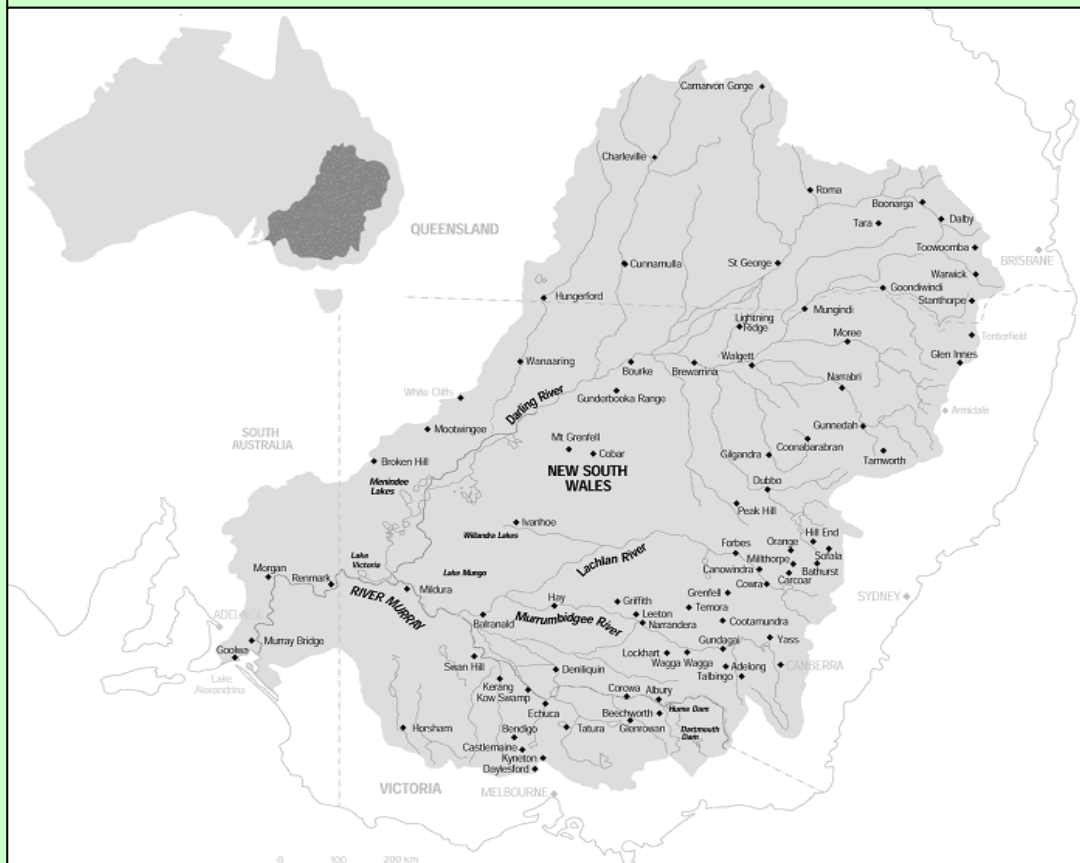 Carnarvon Gorge
Charleville
Roma
Boonarga
Tara
Dalby
QUEENSLAND
Toowoomba
BRISBANE
Cunnamulla
St George
Warwick
Goondiwindi
Hungerford
Stanthorpe
Mungindi
Lightning
Ridge
Moree
Tenterfield
Walgett
Glen Innes
Wanaaring
Bourke
Brewarrina
Narrabri
White Cliffs
Darling River
Gunderbooka Range
Armidale
Mootwingee
Gunnedah
SOUTH
AUSTRALIA
Mt Grenfell
Coonabarabran
Cobar
Gilgandra
Tamworth
Broken Hill
NEW SOUTH
WALES
Menindee
Lakes
Dubbo
Peak Hill
Ivanhoe
Willandra Lakes
Hill End
Forbes
Orange
Sofala
Lake
Victoria
Lachlan River
Millthorpe
Morgan
Lake Mungo
Canowindra
Bathurst
Renmark
Cowra
Carcoar
Mildura
Grenfell
RIVER MURRAY
Hay
Griffith
SYDNEY
Temora
ADELAIDE
Leeton
Balranald
Murrumbidgee River
Narrandera
Cootamundra
Murray Bridge
Gundagai
Yass
Goolwa
Lockhart
Wagga Wagga
Adelong
CANBERRA
Swan Hill
Deniliquin
Talbingo
Lake
Alexandrina
Kerang
Corowa
Albury
Kow Swamp
Hume Dam
Echuca
Beechworth
Horsham
Bendigo
Tatura
Glenrowan
Dartmouth
Dam
Castlemaine
Kyneton
Daylesford
VICTORIA
MELBOURNE
0 100 200 km